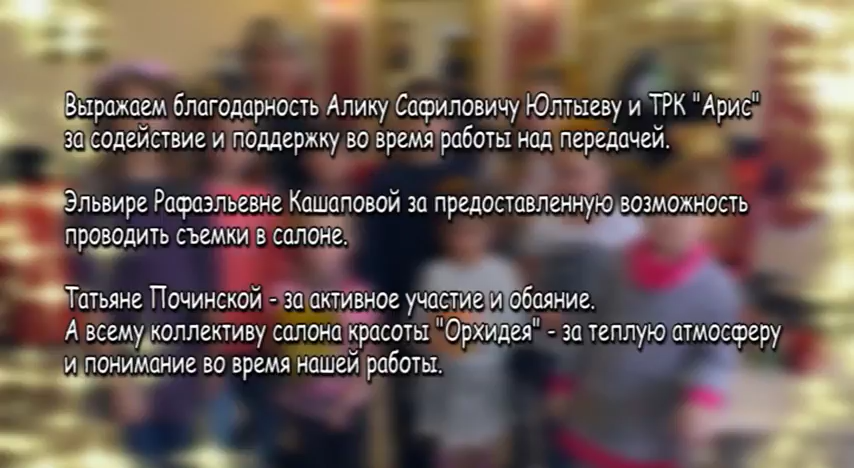 Выражаем благодарность Алику Сафиловичу Юлтыеву и ТРК "Арис"
за содействие и поддержку во время работы над передачей.
Эльвире Рафаэльевне Кашаповой за предоставленную возможность
проводить съемки в салоне.
Татьяне Починской - за активное участие и обаяние.
А всему коллективу салона красоты "Орхидея" - за теплую атмосферу
и понимание во время нашей работы.